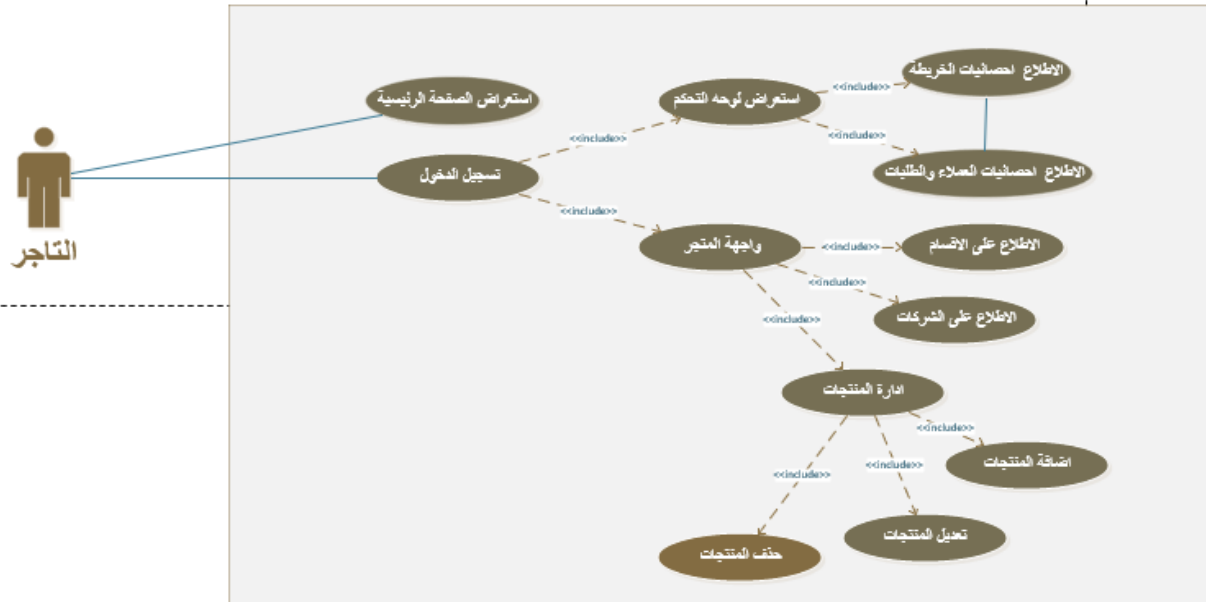 الاطلاع احصائيات الخريطة
<<include>>
استعراض لوحه التحكم
استعراض الصفحة الرئيسية
<<include>>
<<include>>
الاطلاع احصائيات العملاء والطلبات
تسجيل الدخول
<<include>>
التاجر
واجهة المتجر
<<include>>
الاطلاع على الاقسام
<<include>>
الاطلاع على الشركات
<<include>>
ادارة المنتجات
<<include>>
اضافة المنتجات
<<include>>
<<include>>
تعديل المنتجات
حذف المنتجات